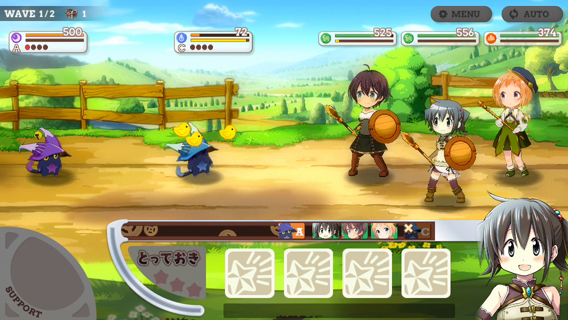 WAVE 1/2 1
MENU
AUTO
500
72
525
556
374
A
C
A
C
とっておき
SUPPORT